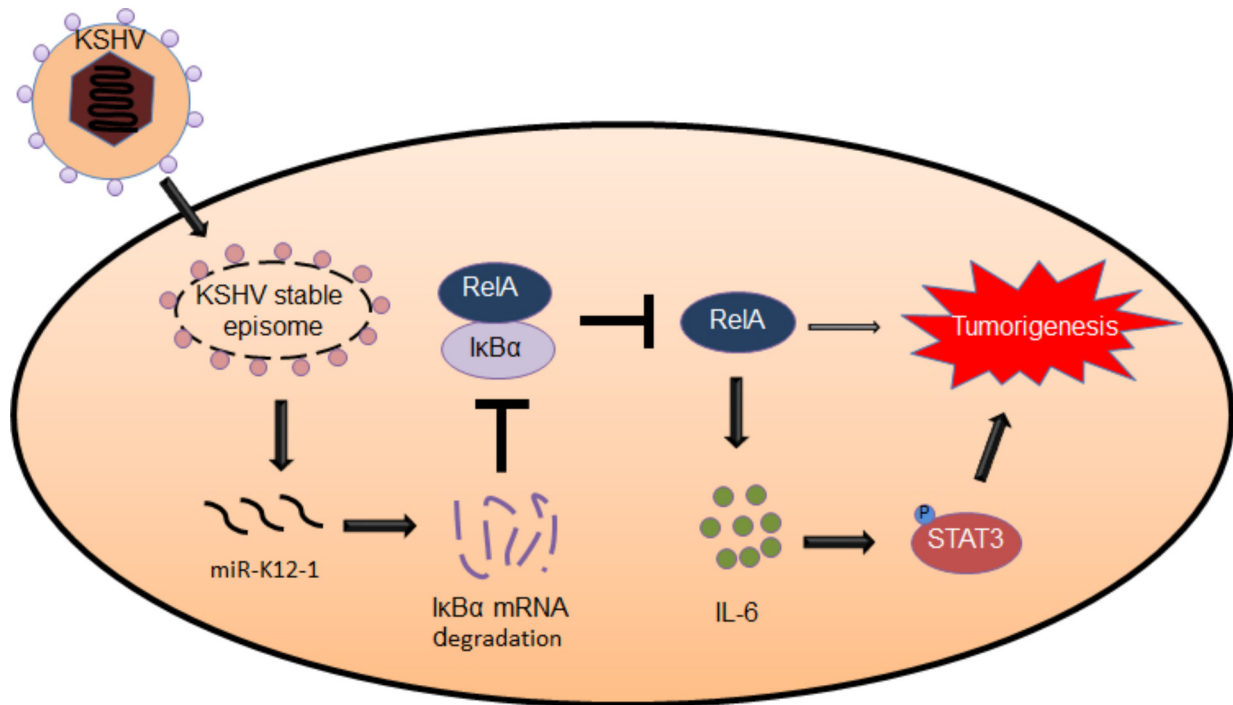 KSHV
KSHV stable
episome
RelA
IκBα
RelA
Tumorigenesis
miR-K12-1
IκBα mRNA
degradation
IL-6
P
STAT3